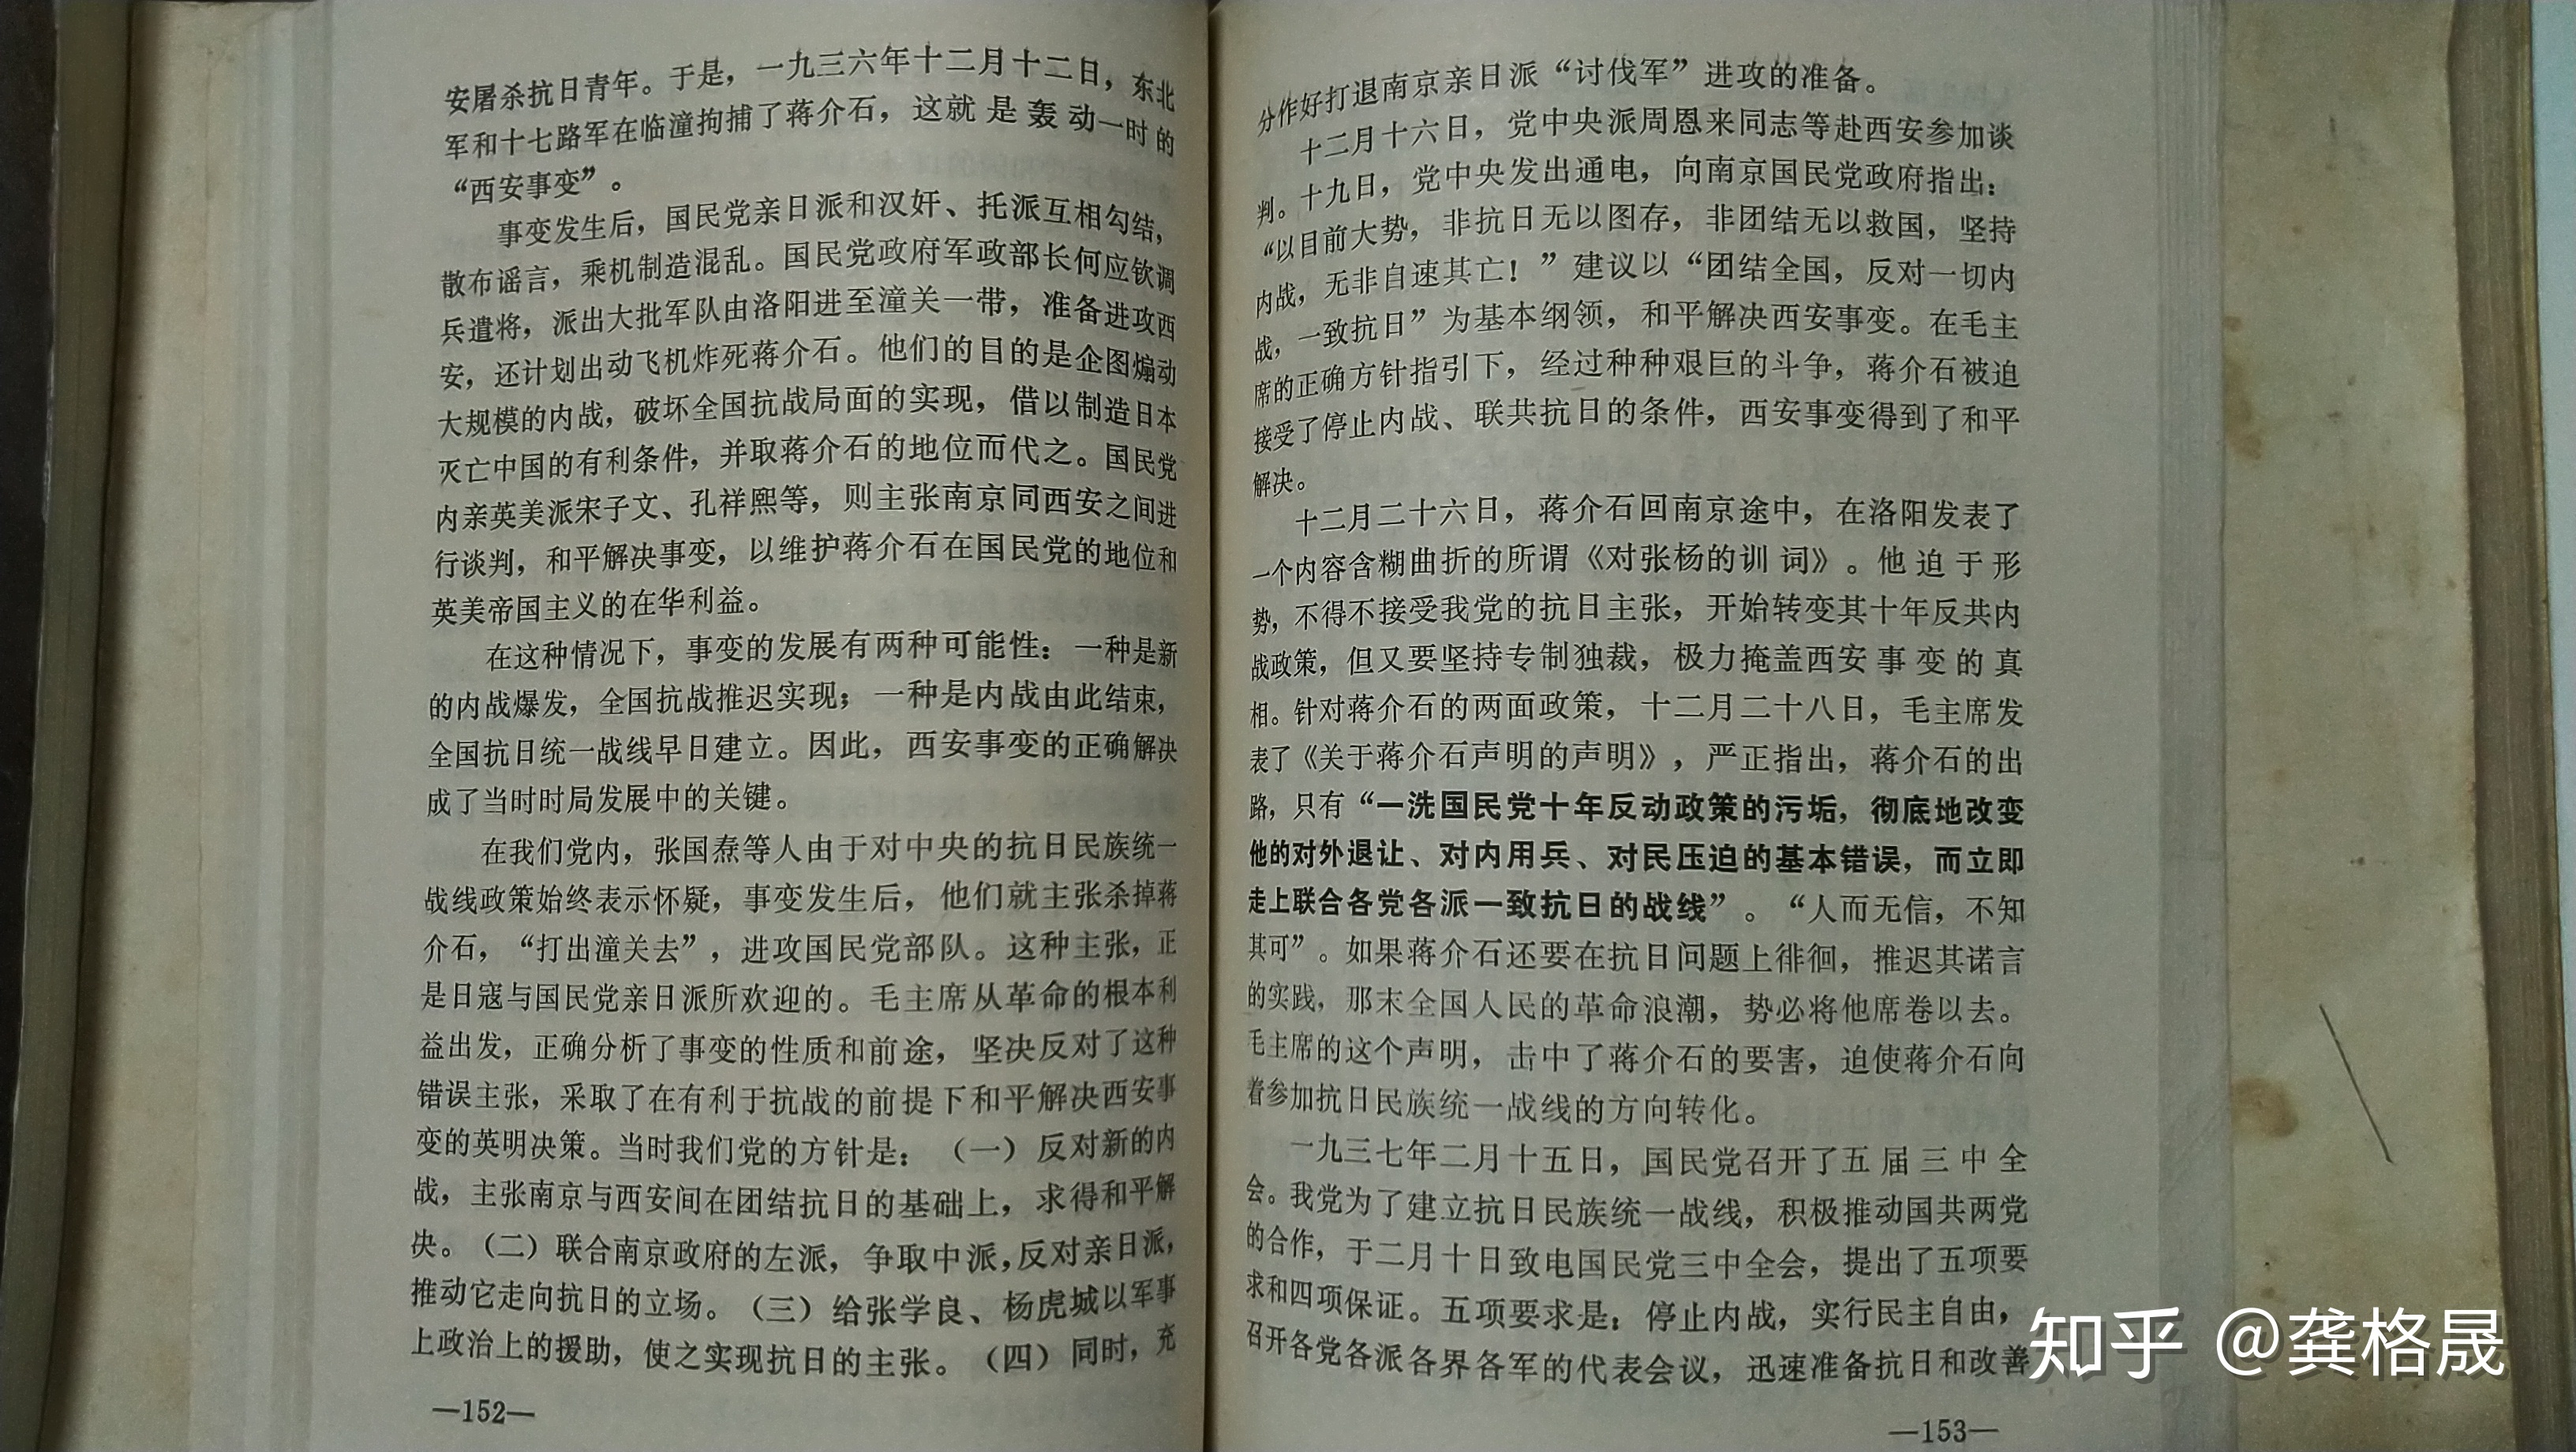 安屠杀抗日青年。于是，一九三六年十二月十二日，东北
军和十七路军在临潼拘捕了蒋介石，这就是轰动一时的
“西安事变”。
事变发生后，国民党亲日派和汉奸、托派互相勾结，
散布谣言，乘机制造混乱。国民党政府军政部长何应钦调
兵遣将，派出大批军队由洛阳进至潼关一带，准备进攻西
安，还计划出动飞机炸死蒋介石。他们的目的是企图煽动
大规模的内战，破坏全国抗战局面的实现，借以制造日本
灭亡中国的有利条件，并取蒋介石的地位而代之。国民党
内亲英美派宋子文、孔祥熙等，则主张南京同西安之间进
行谈判，和平解决事变，以维护蒋介石在国民党的地位和
英美帝国主义的在华利益。
在这种情况下，事变的发展有两种可能性：一种是新
的内战爆发，全国抗战推迟实现；一种是内战由此结束，
全国抗日统一战线早日建立。因此，西安事变的正确解决
成了当时时局发展中的关键。
在我们党内，张国焘等人由于对中央的抗日民族统一
战线政策始终表示怀疑，事变发生后，他们就主张杀掉蒋
介石，“打出潼关去”，进攻国民党部队。这种主张，正
是日寇与国民党亲日派所欢迎的。毛主席从革命的根本利
益出发，正确分析了事变的性质和前途，坚决反对了这种
错误主张，采取了在有利于抗战的前提下和平解决西安事
变的英明决策。当时我们党的方针是：（一）反对新的内
战，主张南京与西安间在团结抗日的基础上，求得和平解
决。（二）联合南京政府的左派，争取中派，反对亲日派，
推动它走向抗日的立场。（三）给张学良、杨虎城以军事
上政治上的援助，使之实现抗日的主张。（四）同时，充
—152—
分作好打退南京亲日派“讨伐军”进攻的准备。
十二月十六日，党中央派周恩来同志等赴西安参加谈
判。十九日，党中央发出通电，向南京国民党政府指出：
“以目前大势，非抗日无以图存，非团结无以救国，坚持
内战，无非自速其亡！”建议以“团结全国，反对一切内
战，一致抗日”为基本纲领，和平解决西安事变。在毛主
席的正确方针指引下，经过种种艰巨的斗争，蒋介石被迫
接受了停止内战、联共抗日的条件，西安事变得到了和平
解决。
十二月二十六日，蒋介石回南京途中，在洛阳发表了
一个内容含糊曲折的所谓《对张杨的训词》。他迫于形
势，不得不接受我党的抗日主张，开始转变其十年反共内
战政策，但又要坚持专制独裁，极力掩盖西安事变的真
相。针对蒋介石的两面政策，十二月二十八日，毛主席发
表了《关于蒋介石声明的声明》，严正指出，蒋介石的出
路，只有“一洗国民党十年反动政策的污垢，彻底地改变
他的对外退让、对内用兵、对民压迫的基本错误，而立即
走上联合各党各派一致抗日的战线”。“人而无信，不知
其可”。如果蒋介石还要在抗日问题上徘徊，推迟其诺言
的实践，那末全国人民的革命浪潮，势必将他席卷以去。
毛主席的这个声明，击中了蒋介石的要害，迫使蒋介石向
着参加抗日民族统一战线的方向转化。
一九三七年二月十五日，国民党召开了五届三中全
会。我党为了建立抗日民族统一战线，积极推动国共两党
的合作，于二月十日致电国民党三中全会，提出了五项要
求和四项保证。五项要求是：停止内战，实行民主自由，
召开各党各派各界各军的代表会议，迅速准备抗日和改善
—153—
知乎 @龚格晟